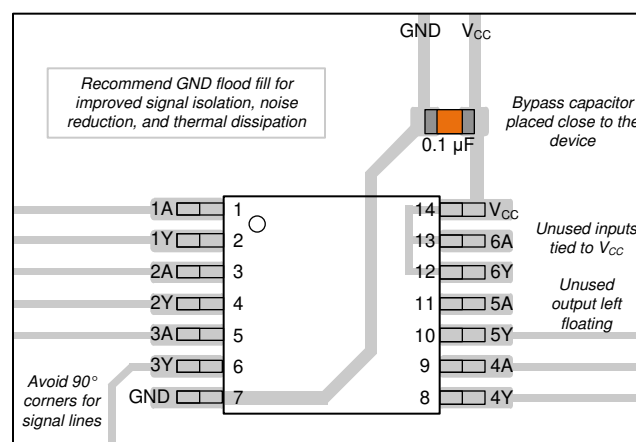 GND VCC
Recommend GND flood fill for
improved signal isolation, noise
reduction, and thermal dissipation
Bypass capacitor
placed close to the
device
0.1 µF
1A 1 14 VCC
1Y 2 13 6A
2A 3 12 6Y
2Y 4 11 5A
3A 5 10 5Y
3Y 6 9 4A
GND 7 8 4Y
Unused inputs
tied to VCC
Unused
output left
floating
Avoid 90°
corners for
signal lines